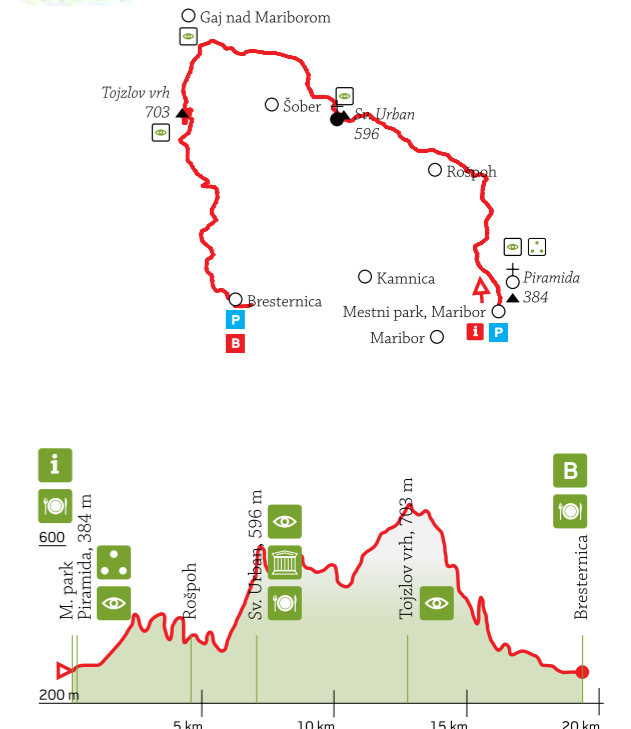 Gaj nad Mariborom
Tojzlov vrh
703
Šober
Sv. Urban
596
Rošpoh
Kamnica
Piramida
384
Bresternica
Mestni park, Maribor
P
B
i P
Maribor
i
B
600
M. park
Piramida, 384 m
Rošpoh
Sv. Urban, 596 m
Tojzlov vrh, 703 m
Bresternica
200 m
5 km
10 km
15 km
20 km